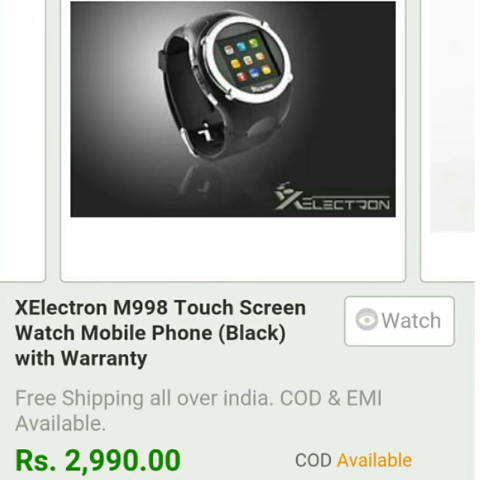 XELECTRON
XElectron M998 Touch Screen
Watch Mobile Phone (Black)
with Warranty
Watch
Free Shipping all over india. COD & EMI
Available.
Rs. 2,990.00
COD Available